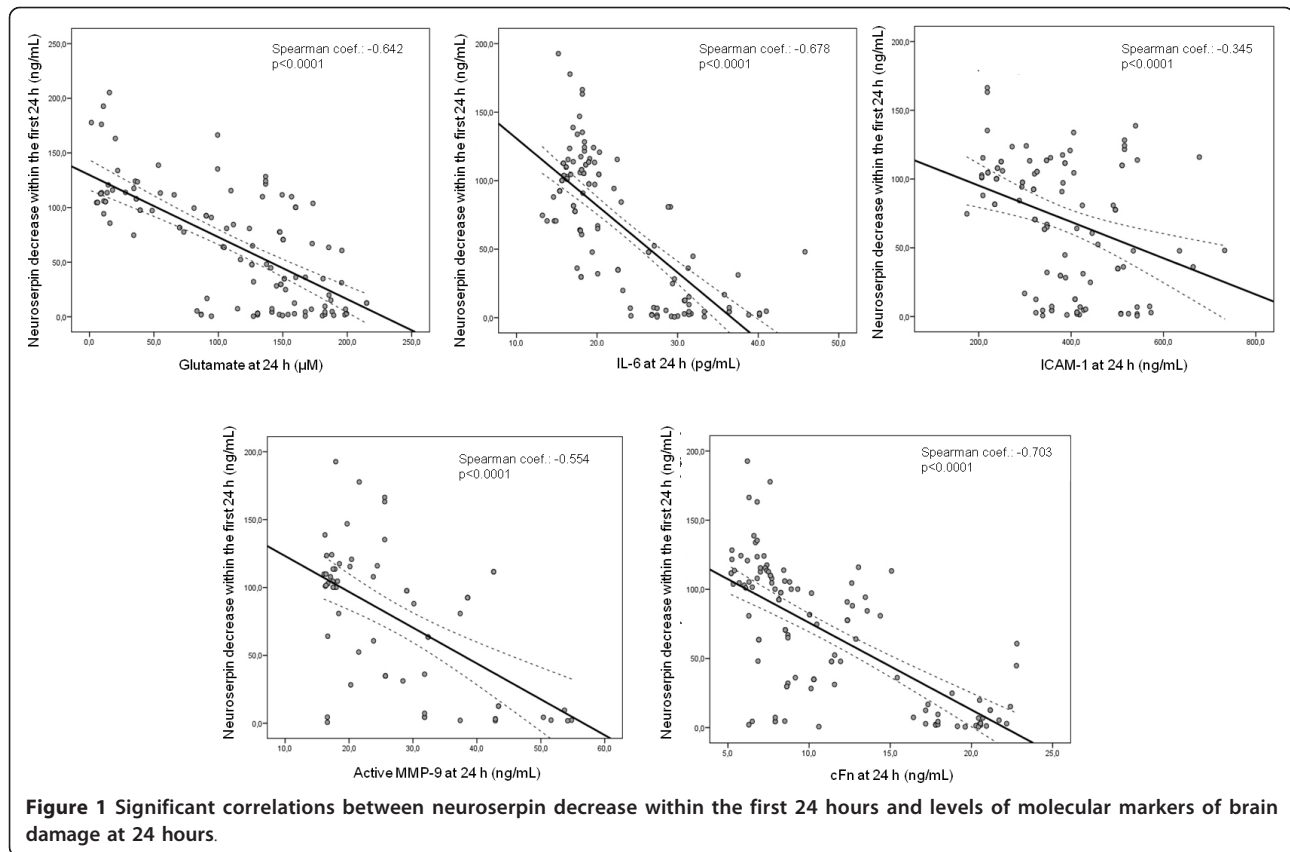 Neuroserpin decrease within the first 24 h (ng/mL)
250,0
200,0
150,0
100,0
50,0
0,0
Spearman coef.: -0.642
p<0.0001
0,0 50,0 100,0 150,0 200,0 250,0
Glutamate at 24 h (µM)
Neuroserpin decrease within the first 24 h (ng/mL)
200,0
150,0
100,0
50,0
0,0
Spearman coef.: -0.678
p<0.0001
10,0 20,0 30,0 40,0 50,0
IL-6 at 24 h (pg/mL)
Neuroserpin decrease within the first 24 h (ng/mL)
200,0
150,0
100,0
50,0
0,0
Spearman coef.: -0.345
p<0.0001
200,0 400,0 600,0 800,0
ICAM-1 at 24 h (ng/mL)
Neuroserpin decrease within the first 24 h (ng/mL)
200,0
150,0
100,0
50,0
0,0
Spearman coef.: -0.554
p<0.0001
10,0 20,0 30,0 40,0 50,0 60,0
Active MMP-9 at 24 h (ng/mL)
Neuroserpin decrease within the first 24 h (ng/mL)
200,0
150,0
100,0
50,0
0,0
Spearman coef.: -0.703
p<0.0001
5,0 10,0 15,0 20,0 25,0
cFn at 24 h (ng/mL)
Figure 1 Significant correlations between neuroserpin decrease within the first 24 hours and levels of molecular markers of brain
damage at 24 hours.